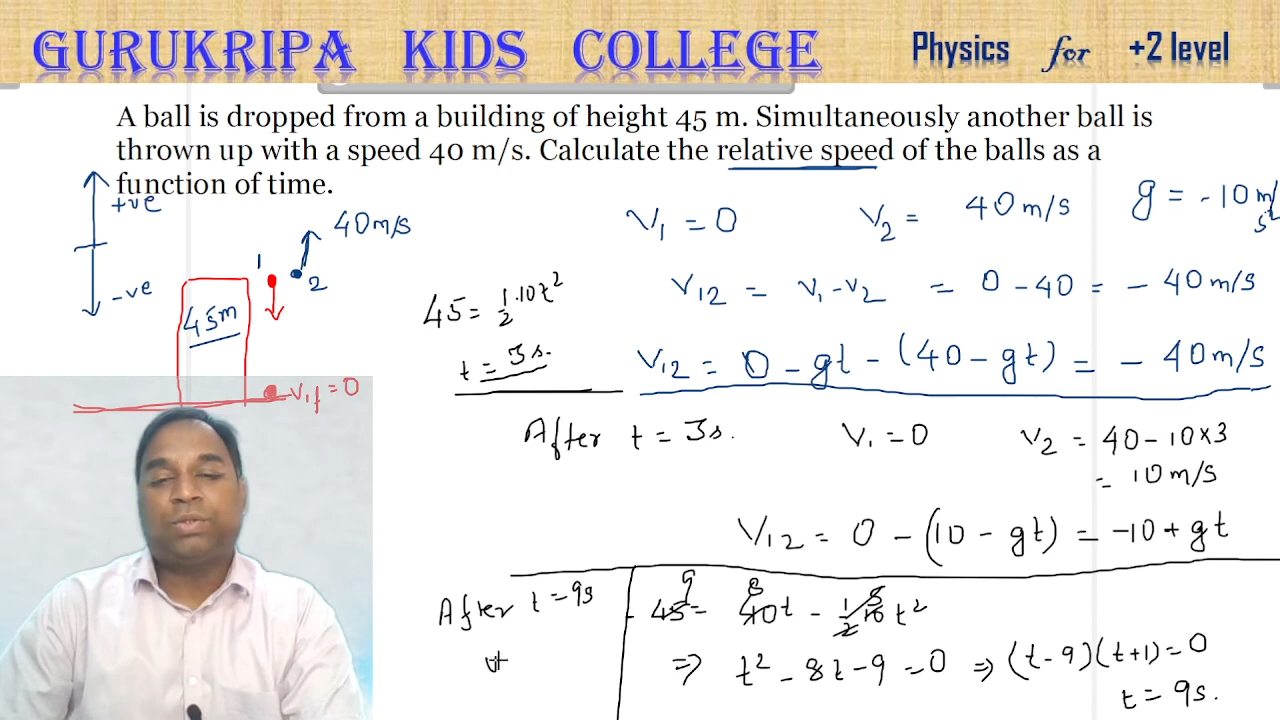 GURUKRIPA KIDS COLLEGE
Physics for +2 level
A ball is dropped from a building of height 45 m. Simultaneously another ball is
thrown up with a speed 40 m/s. Calculate the relative speed of the balls as a
function of time.
+ve
-ve
40m/s
1
2
45m
V1f = 0
V1 = 0 V2 = 40 m/s g = -10 m/s²
V12 = V1 - V2 = 0 - 40 = - 40 m/s
45 = 1/2 · 10t²
t = 3s.
V12 = 0 - gt - (40 - gt) = - 40 m/s
After t = 3s. V1 = 0 V2 = 40 - 10×3
= 10 m/s
V12 = 0 - (10 - gt) = -10 + gt
After t = 9s
- 45 9 = 40 8 t - 1/2 10 5 t²
⇒ t² - 8t - 9 = 0 ⇒ (t - 9)(t + 1) = 0
t = 9s.